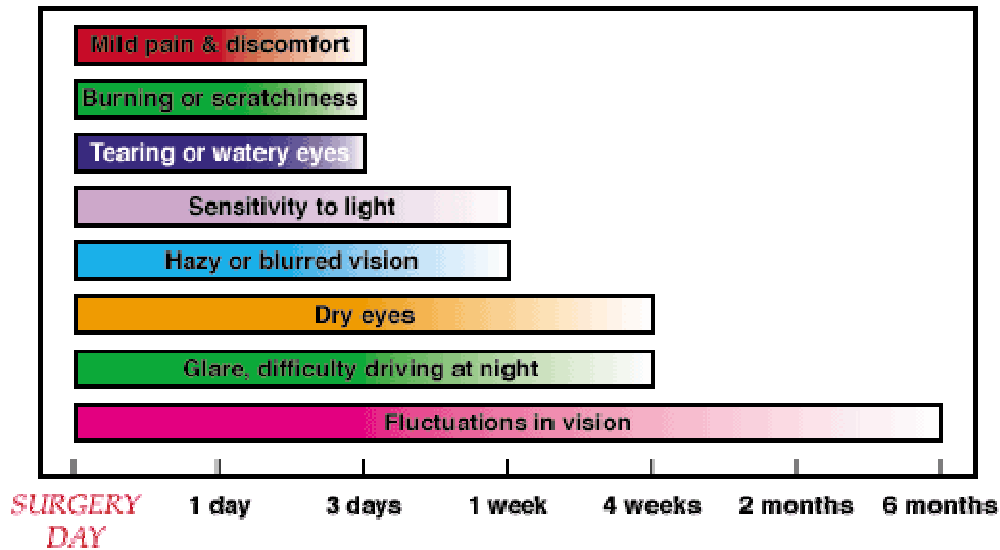 Mild pain & discomfort
Burning or scratchiness
Tearing or watery eyes
Sensitivity to light
Hazy or blurred vision
Dry eyes
Glare, difficulty driving at night
Fluctuations in vision
SURGERY DAY 1 day 3 days 1 week 4 weeks 2 months 6 months